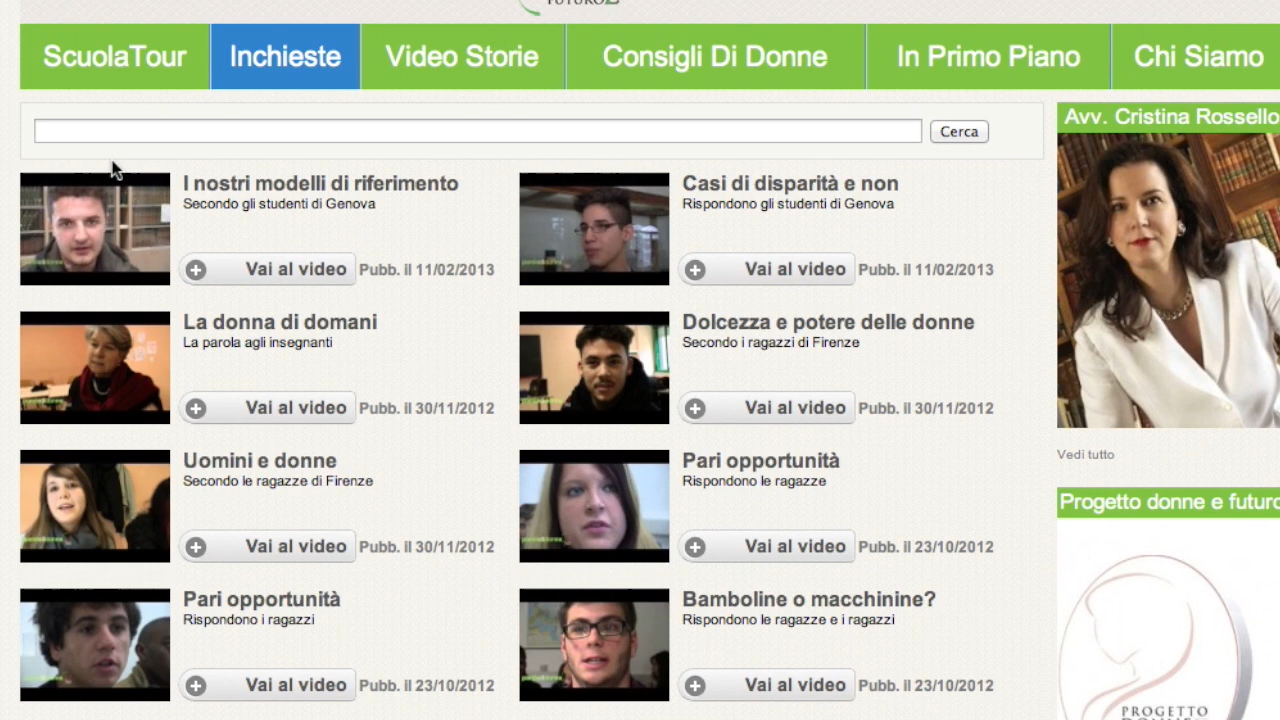 FUTURO
ScuolaTour
Inchieste
Video Storie
Consigli Di Donne
In Primo Piano
Chi Siamo
Cerca
Avv. Cristina Rossello
I nostri modelli di riferimento
Secondo gli studenti di Genova
Vai al video Pubb. il 11/02/2013
Casi di disparità e non
Rispondono gli studenti di Genova
Vai al video Pubb. il 11/02/2013
La donna di domani
La parola agli insegnanti
Vai al video Pubb. il 30/11/2012
Dolcezza e potere delle donne
Secondo i ragazzi di Firenze
Vai al video Pubb. il 30/11/2012
Uomini e donne
Secondo le ragazze di Firenze
Vai al video Pubb. il 30/11/2012
Pari opportunità
Rispondono le ragazze
Vai al video Pubb. il 23/10/2012
Pari opportunità
Rispondono i ragazzi
Vai al video Pubb. il 23/10/2012
Bamboline o macchinine?
Rispondono le ragazze e i ragazzi
Vai al video Pubb. il 23/10/2012
Vedi tutto
Progetto donne e futuro
PROGETTO